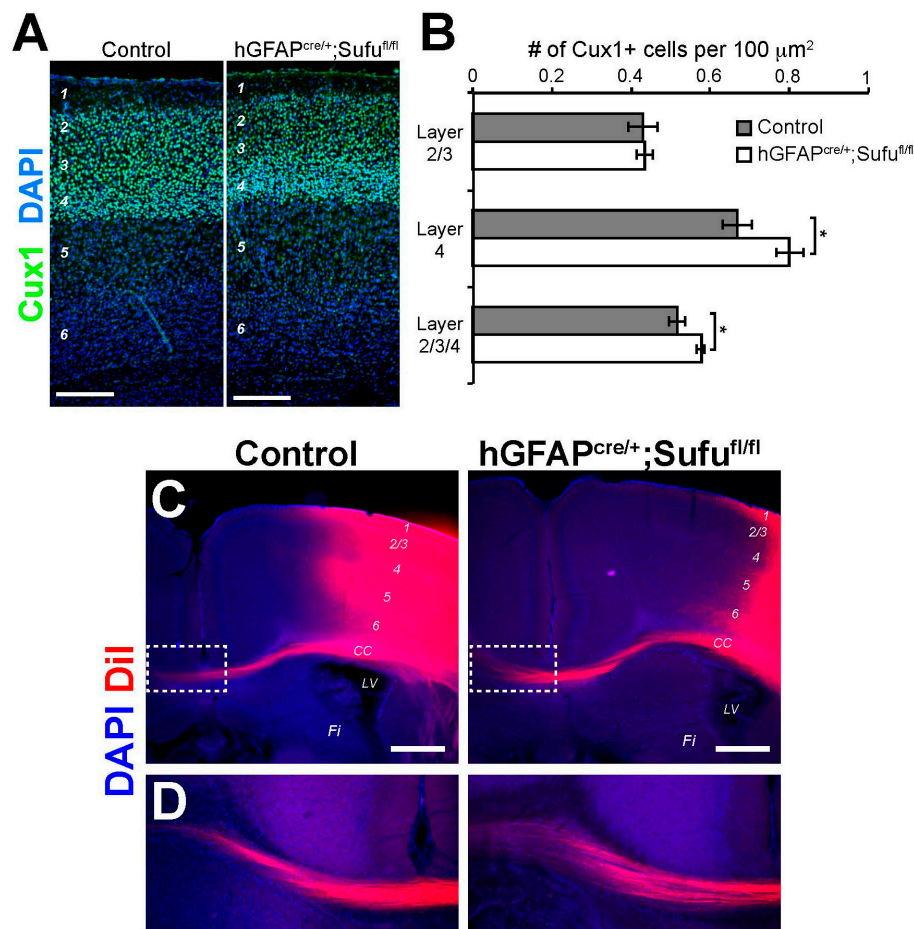 A
Control
hGFAPcre/+;Sufufl/fl
Cux1 DAPI
1
2
3
4
5
6
1
2
3
4
5
6
B
# of Cux1+ cells per 100 μm2
0 0.2 0.4 0.6 0.8 1
Control
hGFAPcre/+;Sufufl/fl
Layer
2/3
Layer
4
*
Layer
2/3/4
*
Control
hGFAPcre/+;Sufufl/fl
DAPI DiI
C
1
2/3
4
5
6
CC
LV
Fi
1
2/3
4
5
6
CC
LV
Fi
D